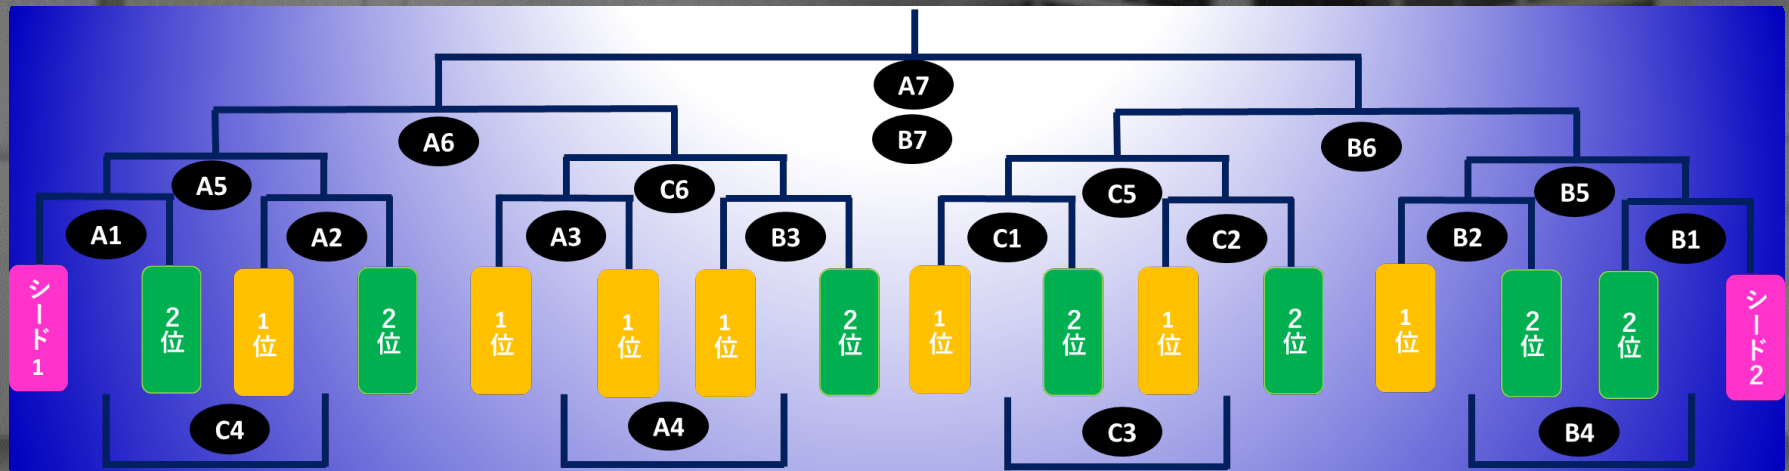 A7
B7
A6
B6
A5
C6
C5
B5
A1
A2
A3
B3
C1
C2
B2
B1
シード1
2位
1位
2位
1位
1位
1位
2位
1位
2位
1位
2位
1位
2位
2位
シード2
C4
A4
C3
B4